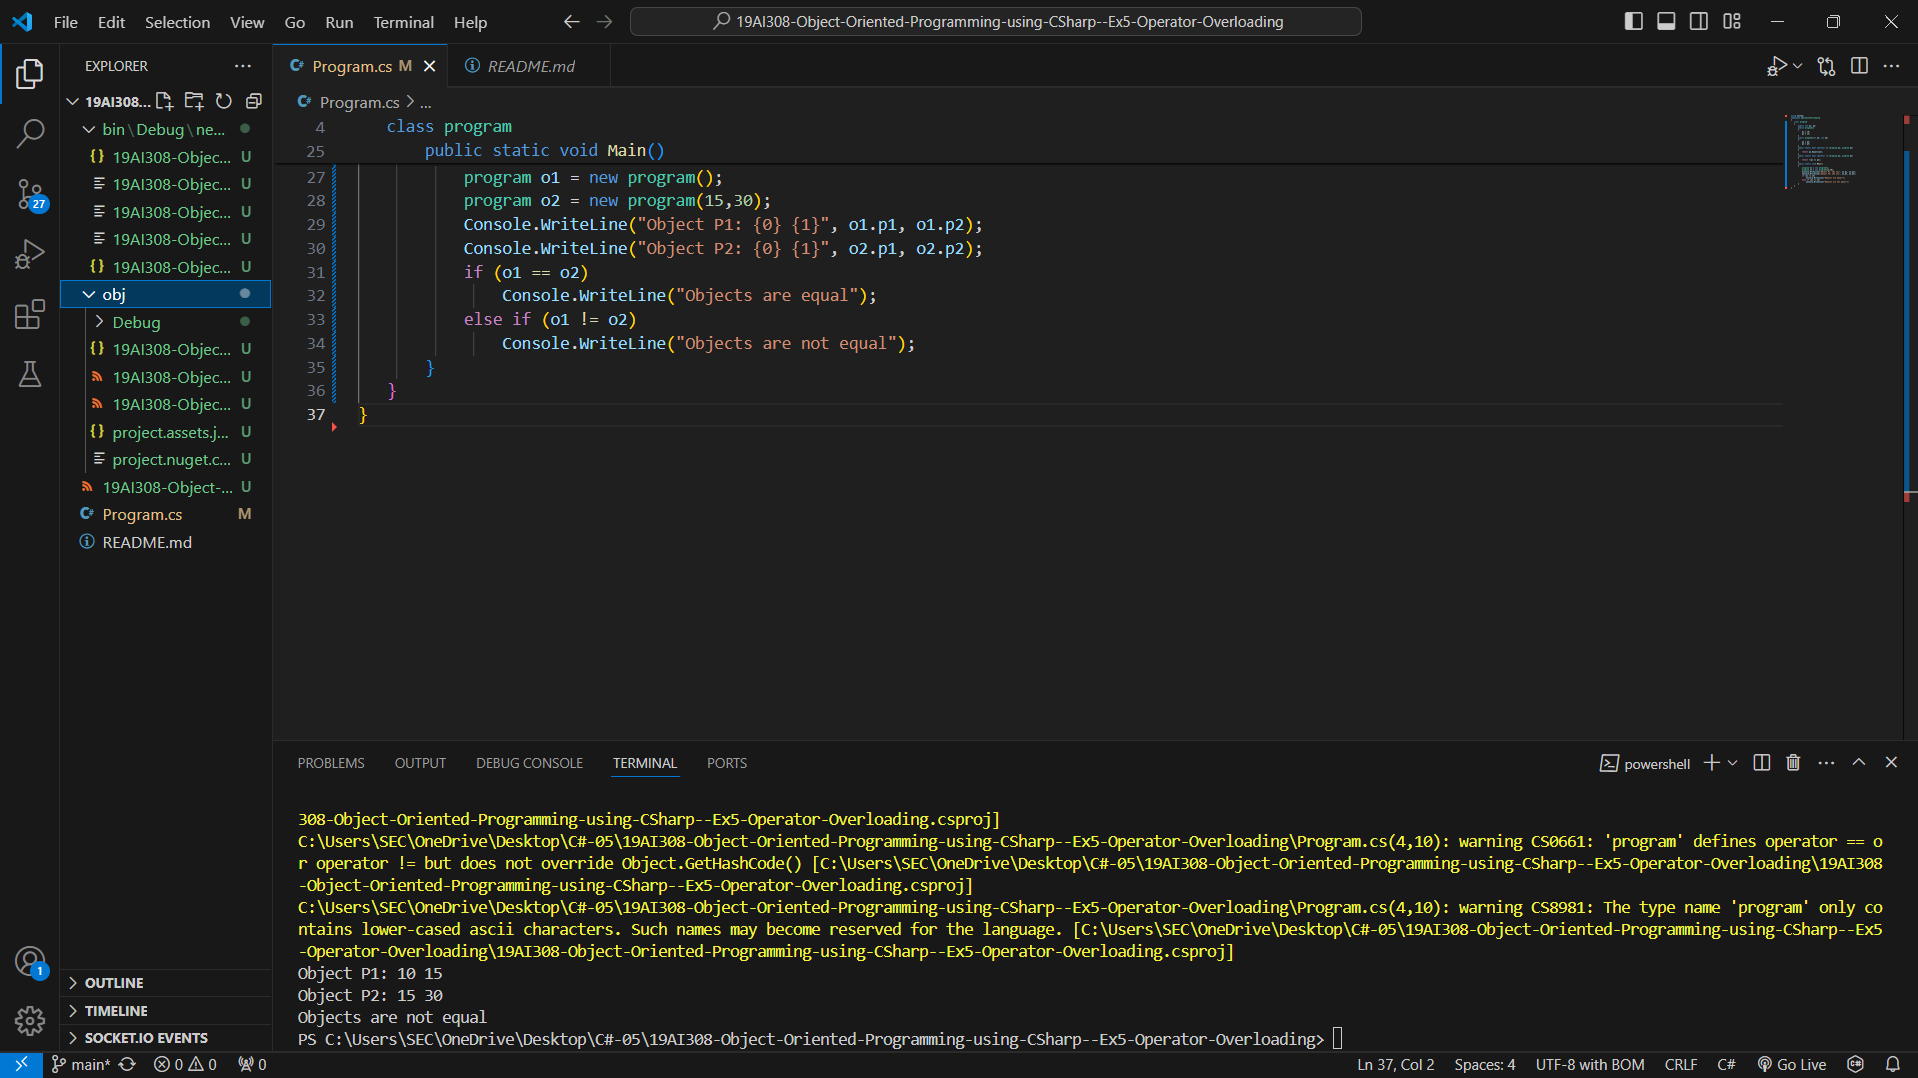 File Edit Selection View Go Run Terminal Help
19AI308-Object-Oriented-Programming-using-CSharp--Ex5-Operator-Overloading
EXPLORER
19AI308...
bin\Debug\ne...
{} 19AI308-Objec... U
19AI308-Objec... U
19AI308-Objec... U
19AI308-Objec... U
{} 19AI308-Objec... U
obj
Debug
{} 19AI308-Objec... U
19AI308-Objec... U
19AI308-Objec... U
{} project.assets.j... U
project.nuget.c... U
19AI308-Object-... U
C# Program.cs M
README.md
OUTLINE
TIMELINE
SOCKET.IO EVENTS
27
1
C# Program.cs M
README.md
C# Program.cs > ...
4 class program
25 public static void Main()
27 program o1 = new program();
28 program o2 = new program(15,30);
29 Console.WriteLine("Object P1: {0} {1}", o1.p1, o1.p2);
30 Console.WriteLine("Object P2: {0} {1}", o2.p1, o2.p2);
31 if (o1 == o2)
32 Console.WriteLine("Objects are equal");
33 else if (o1 != o2)
34 Console.WriteLine("Objects are not equal");
35 }
36 }
37 }
PROBLEMS OUTPUT DEBUG CONSOLE TERMINAL PORTS
powershell
308-Object-Oriented-Programming-using-CSharp--Ex5-Operator-Overloading.csproj]
C:\Users\SEC\OneDrive\Desktop\C#-05\19AI308-Object-Oriented-Programming-using-CSharp--Ex5-Operator-Overloading\Program.cs(4,10): warning CS0661: 'program' defines operator == o
r operator != but does not override Object.GetHashCode() [C:\Users\SEC\OneDrive\Desktop\C#-05\19AI308-Object-Oriented-Programming-using-CSharp--Ex5-Operator-Overloading\19AI308
-Object-Oriented-Programming-using-CSharp--Ex5-Operator-Overloading.csproj]
C:\Users\SEC\OneDrive\Desktop\C#-05\19AI308-Object-Oriented-Programming-using-CSharp--Ex5-Operator-Overloading\Program.cs(4,10): warning CS8981: The type name 'program' only co
ntains lower-cased ascii characters. Such names may become reserved for the language. [C:\Users\SEC\OneDrive\Desktop\C#-05\19AI308-Object-Oriented-Programming-using-CSharp--Ex5
-Operator-Overloading\19AI308-Object-Oriented-Programming-using-CSharp--Ex5-Operator-Overloading.csproj]
Object P1: 10 15
Object P2: 15 30
Objects are not equal
PS C:\Users\SEC\OneDrive\Desktop\C#-05\19AI308-Object-Oriented-Programming-using-CSharp--Ex5-Operator-Overloading>
main* 0 0 0 Ln 37, Col 2 Spaces: 4 UTF-8 with BOM CRLF C# Go Live